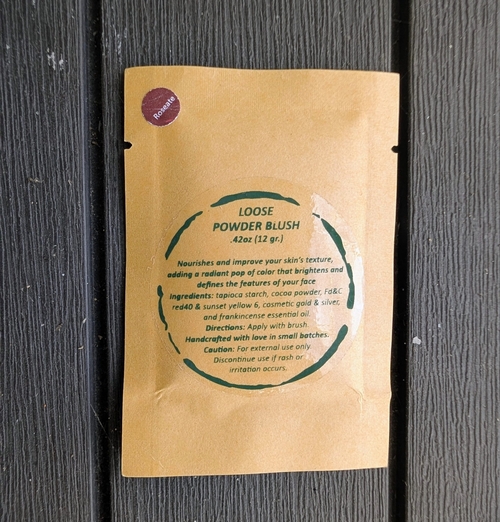 Roseate
LOOSE
POWDER BLUSH
.42oz (12 gr.)
Nourishes and improve your skin's texture,
adding a radiant pop of color that brightens and
defines the features of your face
Ingredients: tapioca starch, cocoa powder, Fd&C
red40 & sunset yellow 6, cosmetic gold & silver,
and frankincense essential oil.
Directions: Apply with brush.
Handcrafted with love in small batches.
Caution: For external use only.
Discontinue use if rash or
irritation occurs.